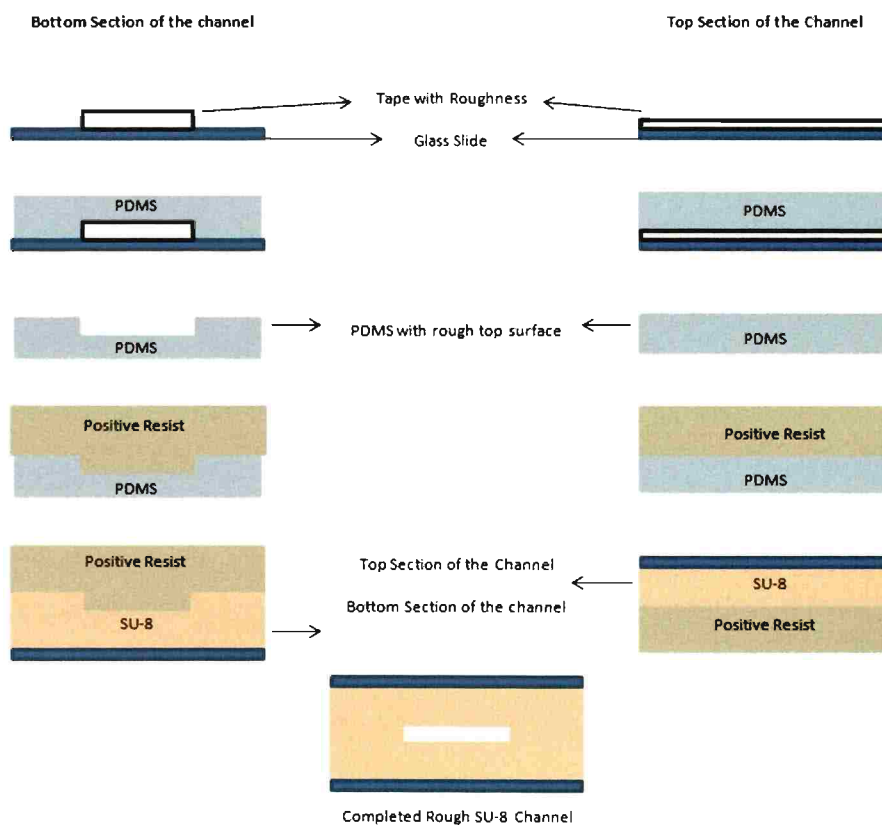 Bottom Section of the channel
Top Section of the Channel
Tape with Roughness
Glass Slide
PDMS
PDMS
PDMS with rough top surface
PDMS
PDMS
Positive Resist
PDMS
Positive Resist
PDMS
Positive Resist
SU-8
Top Section of the Channel
Bottom Section of the channel
SU-8
Positive Resist
Completed Rough SU-8 Channel